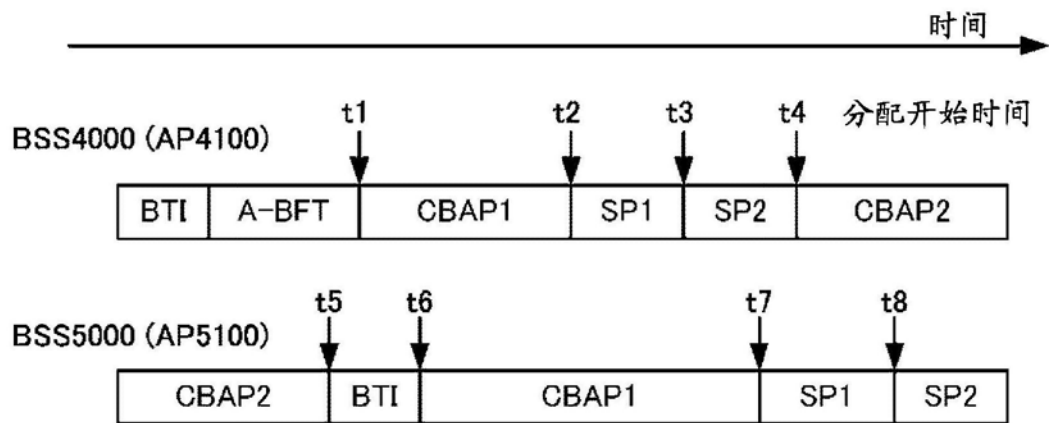 时间
t1 t2 t3 t4 分配开始时间
BSS4000 (AP4100)
BTI A-BFT CBAP1 SP1 SP2 CBAP2
t5 t6 t7 t8
BSS5000 (AP5100)
CBAP2 BTI CBAP1 SP1 SP2